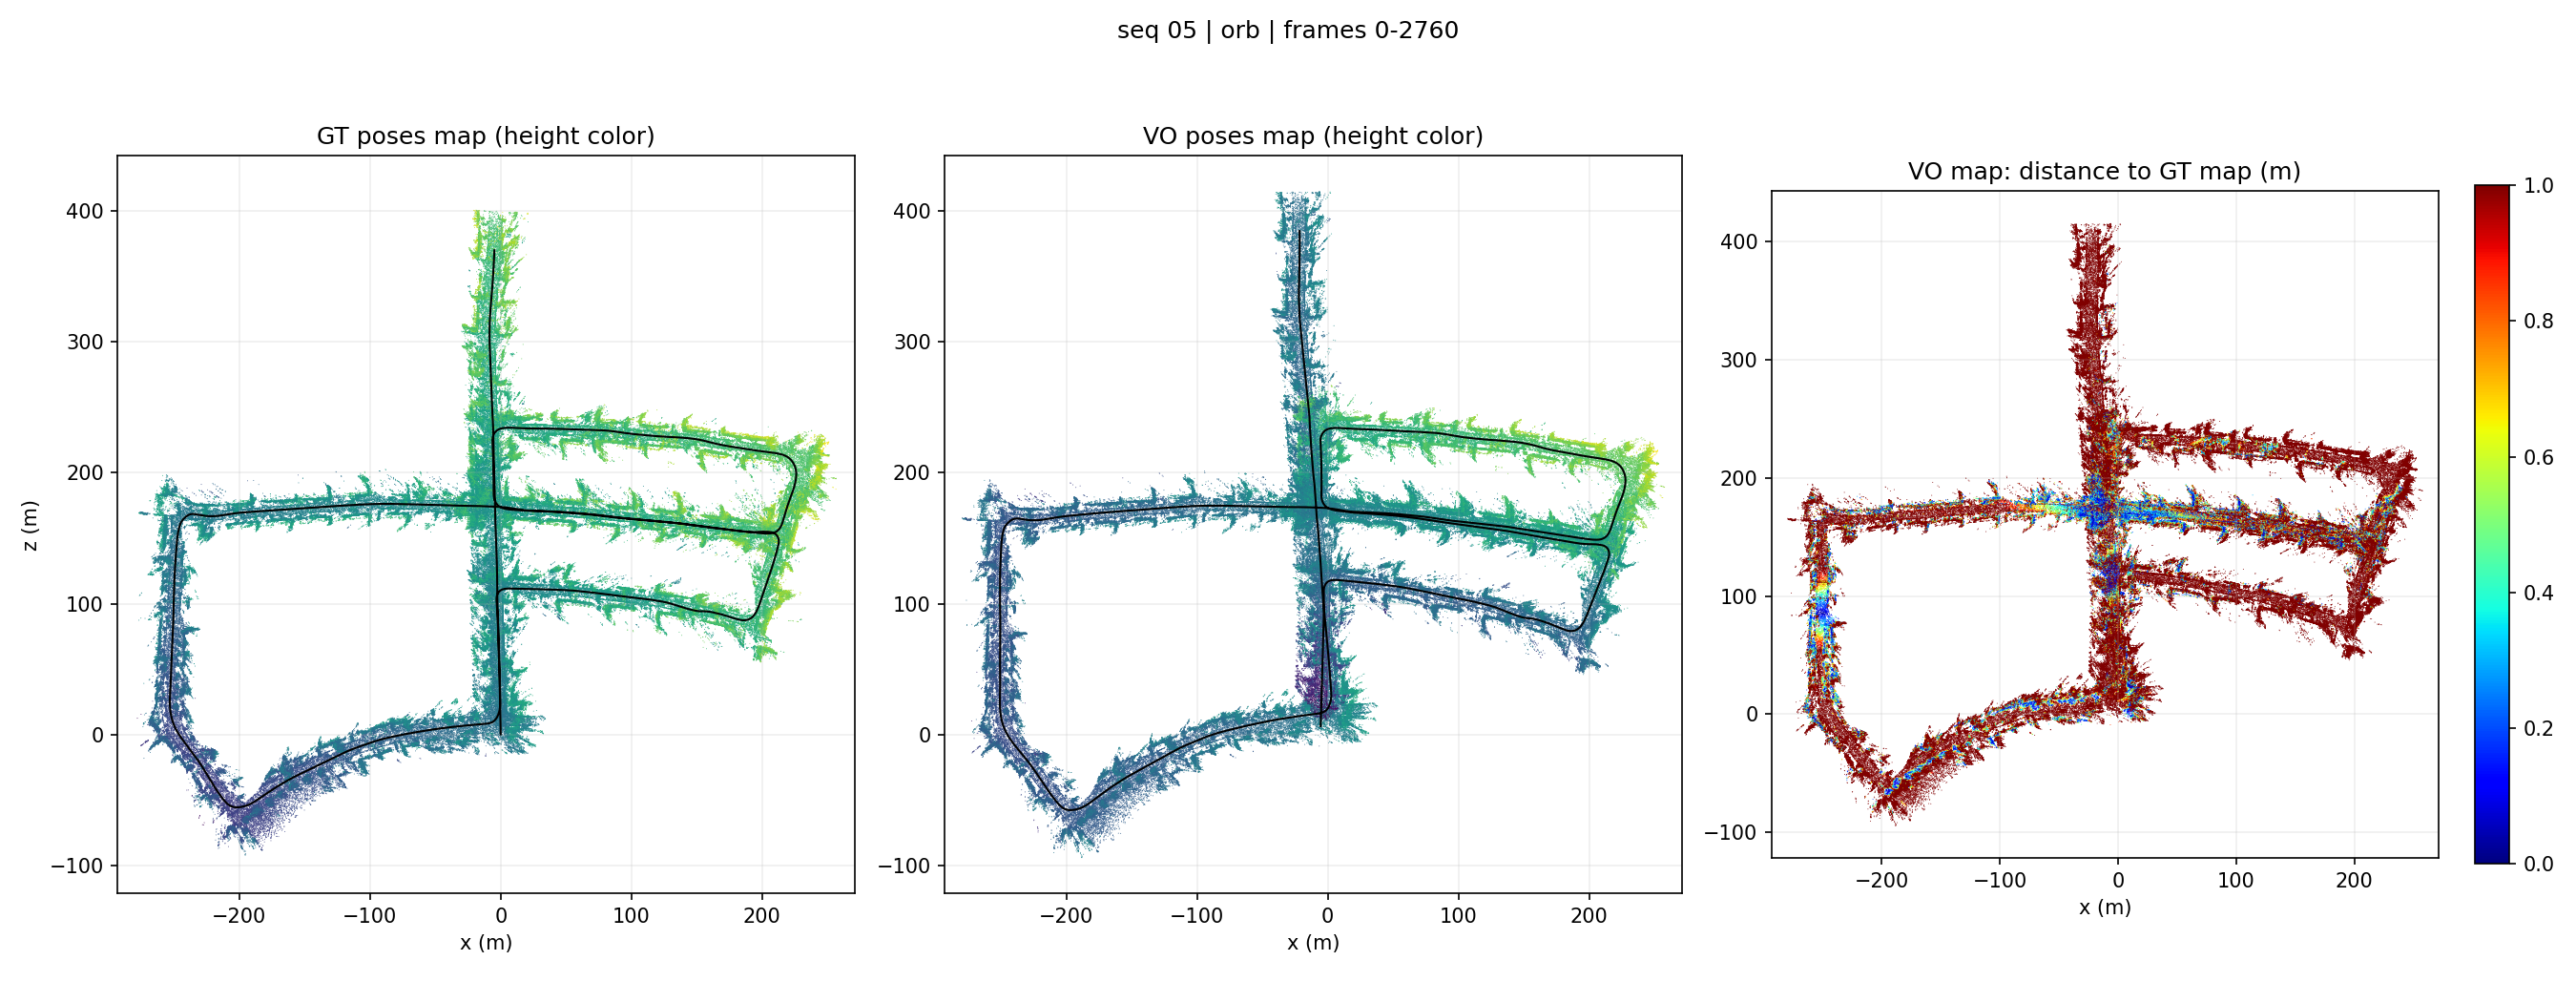 seq 05 | orb | frames 0-2760
GT poses map (height color)
400
300
200
100
0
−100
z (m)
−200 −100 0 100 200
x (m)
VO poses map (height color)
400
300
200
100
0
−100
−200 −100 0 100 200
x (m)
VO map: distance to GT map (m)
400
300
200
100
0
−100
−200 −100 0 100 200
x (m)
1.0
0.8
0.6
0.4
0.2
0.0